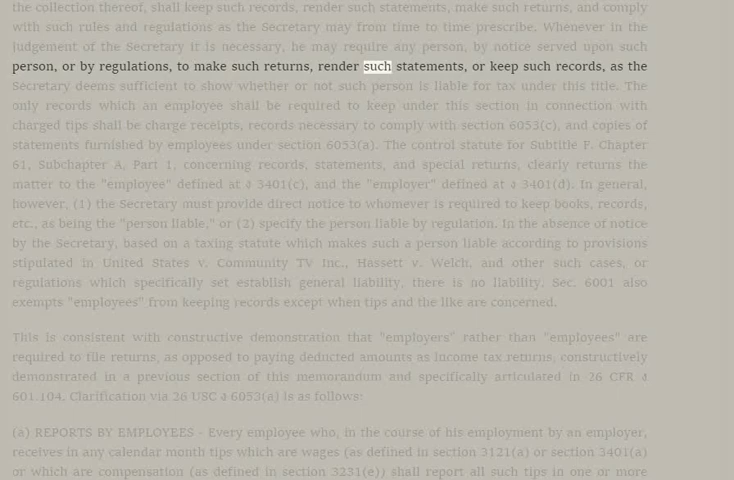 the collection thereof, shall keep such records, render such statements, make such returns, and comply
with such rules and regulations as the Secretary may from time to time prescribe. Whenever in the
judgement of the Secretary it is necessary, he may require any person, by notice served upon such
person, or by regulations, to make such returns, render such statements, or keep such records, as the
Secretary deems sufficient to show whether or not such person is liable for tax under this title. The
only records which an employee shall be required to keep under this section in connection with
charged tips shall be charge receipts, records necessary to comply with section 6053(c), and copies of
statements furnished by employees under section 6053(a). The control statute for Subtitle F. Chapter
61, Subchapter A, Part 1, concerning records, statements, and special returns, clearly returns the
matter to the "employee" defined at ¢ 3401(c), and the "employer" defined at ¢ 3401(d). In general,
however, (1) the Secretary must provide direct notice to whomever is required to keep books, records,
etc., as being the "person liable," or (2) specify the person liable by regulation. In the absence of notice
by the Secretary, based on a taxing statute which makes such a person liable according to provisions
stipulated in United States v. Community TV Inc., Hassett v. Welch, and other such cases, or
regulations which specifically set establish general liability, there is no liability. Sec. 6001 also
exempts "employees" from keeping records except when tips and the like are concerned.
This is consistent with constructive demonstration that "employers" rather than "employees" are
required to file returns, as opposed to paying deducted amounts as income tax returns, constructively
demonstrated in a previous section of this memorandum and specifically articulated in 26 CFR ¢
601.104. Clarification via 26 USC ¢ 6053(a) is as follows:
(a) REPORTS BY EMPLOYEES - Every employee who, in the course of his employment by an employer,
receives in any calendar month tips which are wages (as defined in section 3121(a) or section 3401(a)
or which are compensation (as defined in section 3231(e)) shall report all such tips in one or more